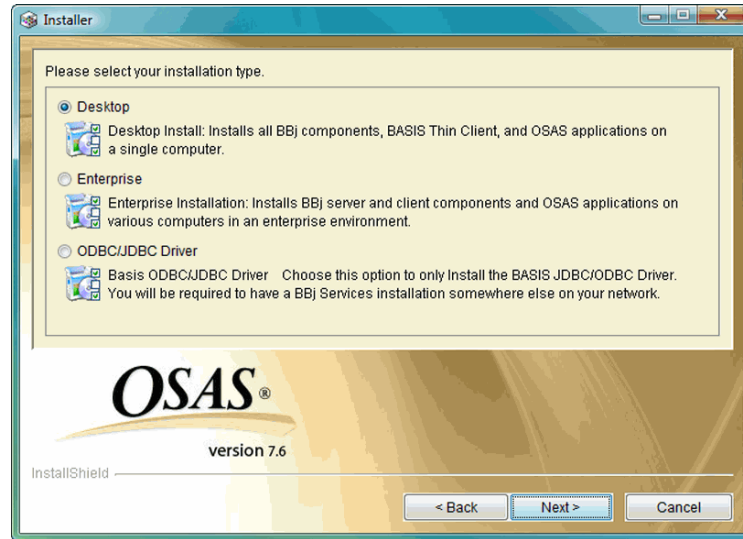 Installer
Please select your installation type.
Desktop
Desktop Install: Installs all BBj components, BASIS Thin Client, and OSAS applications on
a single computer.
Enterprise
Enterprise Installation: Installs BBj server and client components and OSAS applications on
various computers in an enterprise environment.
ODBC/JDBC Driver
Basis ODBC/JDBC Driver Choose this option to only Install the BASIS JDBC/ODBC Driver.
You will be required to have a BBj Services installation somewhere else on your network.
OSAS®
version 7.6
InstallShield
< Back Next > Cancel